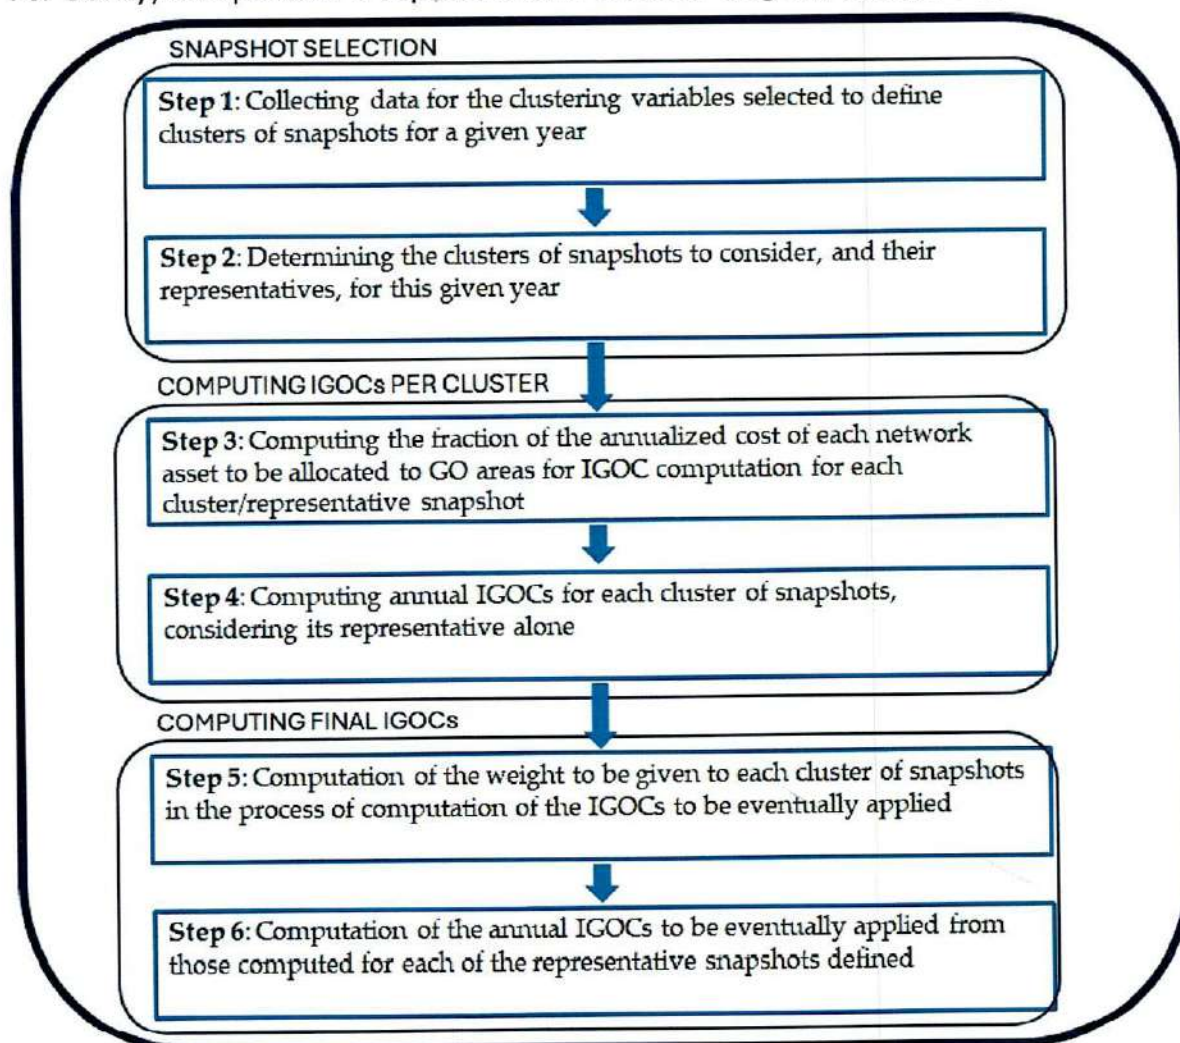 SNAPSHOT SELECTION
Step 1: Collecting data for the clustering variables selected to define
clusters of snapshots for a given year
Step 2: Determining the clusters of snapshots to consider, and their
representatives, for this given year
COMPUTING IGOCs PER CLUSTER
Step 3: Computing the fraction of the annualized cost of each network
asset to be allocated to GO areas for IGOC computation for each
cluster/representative snapshot
Step 4: Computing annual IGOCs for each cluster of snapshots,
considering its representative alone
COMPUTING FINAL IGOCs
Step 5: Computation of the weight to be given to each cluster of snapshots
in the process of computation of the IGOCs to be eventually applied
Step 6: Computation of the annual IGOCs to be eventually applied from
those computed for each of the representative snapshots defined